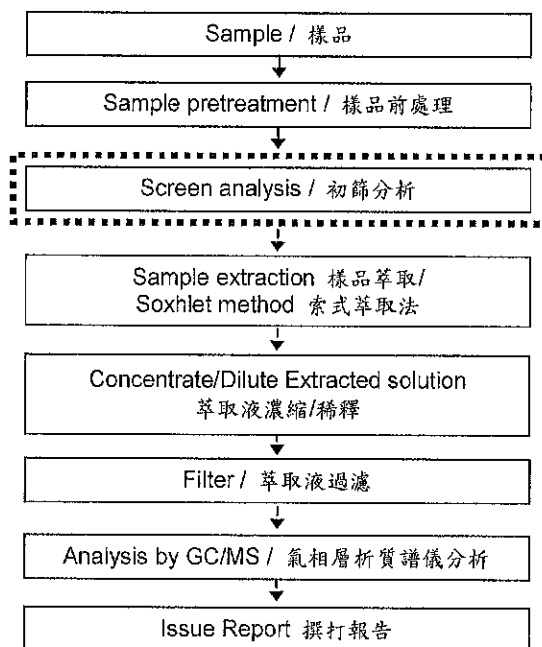 Sample / 樣品
Sample pretreatment / 樣品前處理
Screen analysis / 初篩分析
Sample extraction 樣品萃取/
Soxhlet method 索式萃取法
Concentrate/Dilute Extracted solution
萃取液濃縮/稀釋
Filter / 萃取液過濾
Analysis by GC/MS / 氣相層析質譜儀分析
Issue Report 撰打報告